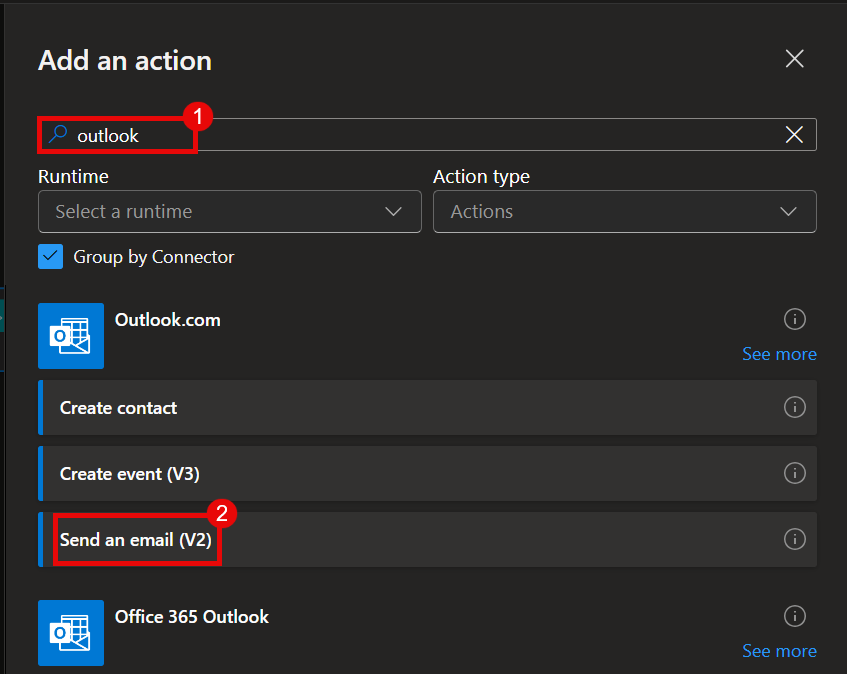 Add an action
1
outlook
Runtime
Action type
Select a runtime
Actions
Group by Connector
Outlook.com
See more
Create contact
Create event (V3)
2
Send an email (V2)
Office 365 Outlook
See more